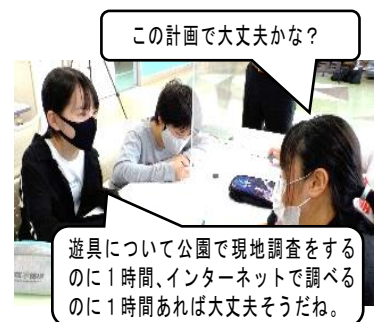 この計画で大丈夫かな？
遊具について公園で現地調査をする
のに１時間、インターネットで調べる
のに１時間あれば大丈夫そうだね。